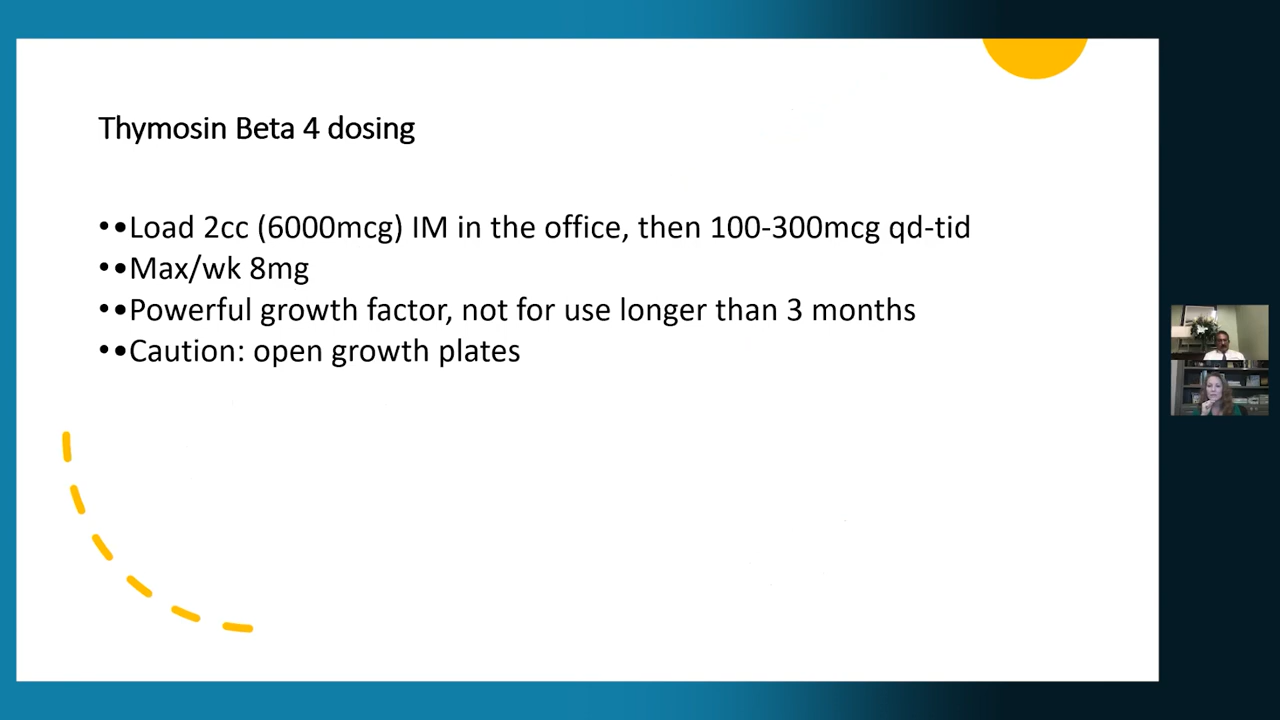 Thymosin Beta 4 dosing
••Load 2cc (6000mcg) IM in the office, then 100-300mcg qd-tid
••Max/wk 8mg
••Powerful growth factor, not for use longer than 3 months
••Caution: open growth plates